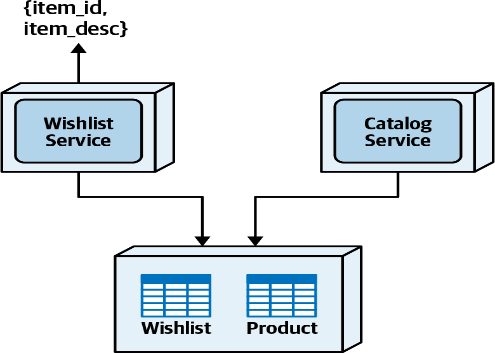 {item_id,
item_desc}
Wishlist
Service
Catalog
Service
Wishlist
Product